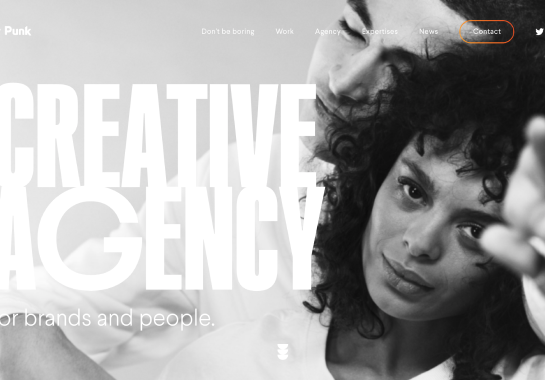 Punk
Don't be boring Work Agency Expertises News Contact
CREATIVE
AGENCY
or brands and people.